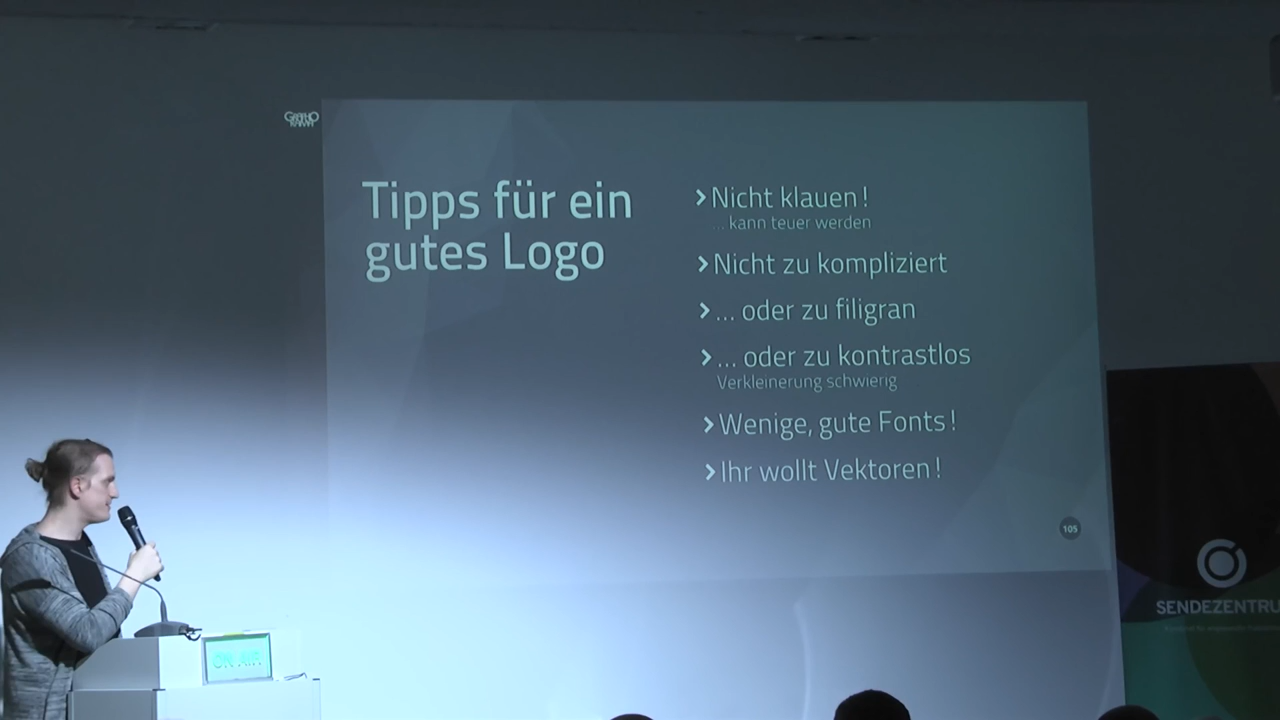 Tipps für ein
gutes Logo
Nicht klauen!
... kann teuer werden
Nicht zu kompliziert
... oder zu filigran
... oder zu kontrastlos
Verkleinerung schwierig
Wenige, gute Fonts!
Ihr wollt Vektoren!
105
SENDEZENTRU
ON AIR